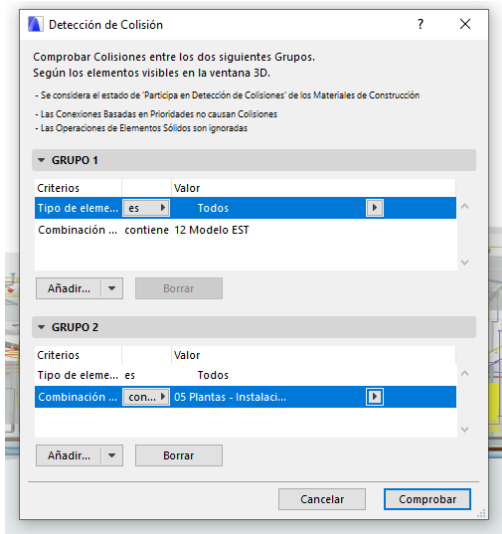 Detección de Colisión
?
Comprobar Colisiones entre los dos siguientes Grupos.
Según los elementos visibles en la ventana 3D.
- Se considera el estado de 'Participa en Detección de Colisiones' de los Materiales de Construcción
- Las Conexiones Basadas en Prioridades no causan Colisiones
- Las Operaciones de Elementos Sólidos son ignoradas
GRUPO 1
Criterios Valor
Tipo de eleme... es Todos
Combinación ... contiene 12 Modelo EST
Añadir... Borrar
GRUPO 2
Criterios Valor
Tipo de eleme... es Todos
Combinación ... con... 05 Plantas - Instalaci...
Añadir... Borrar
Cancelar Comprobar